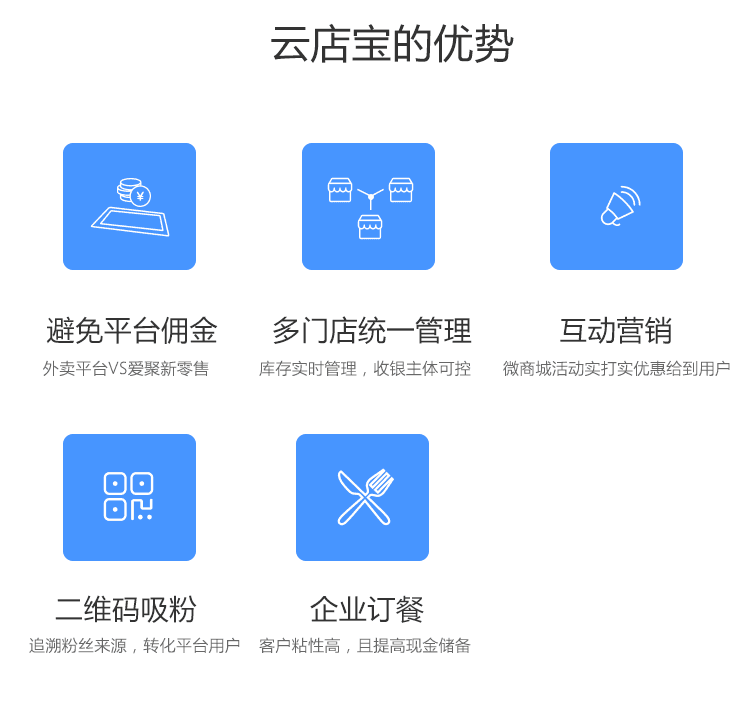 云店宝的优势
避免平台佣金
外卖平台VS爱聚新零售
多门店统一管理
库存实时管理，收银主体可控
互动营销
微商城活动实打实优惠给到用户
二维码吸粉
追溯粉丝来源，转化平台用户
企业订餐
客户粘性高，且提高现金储备